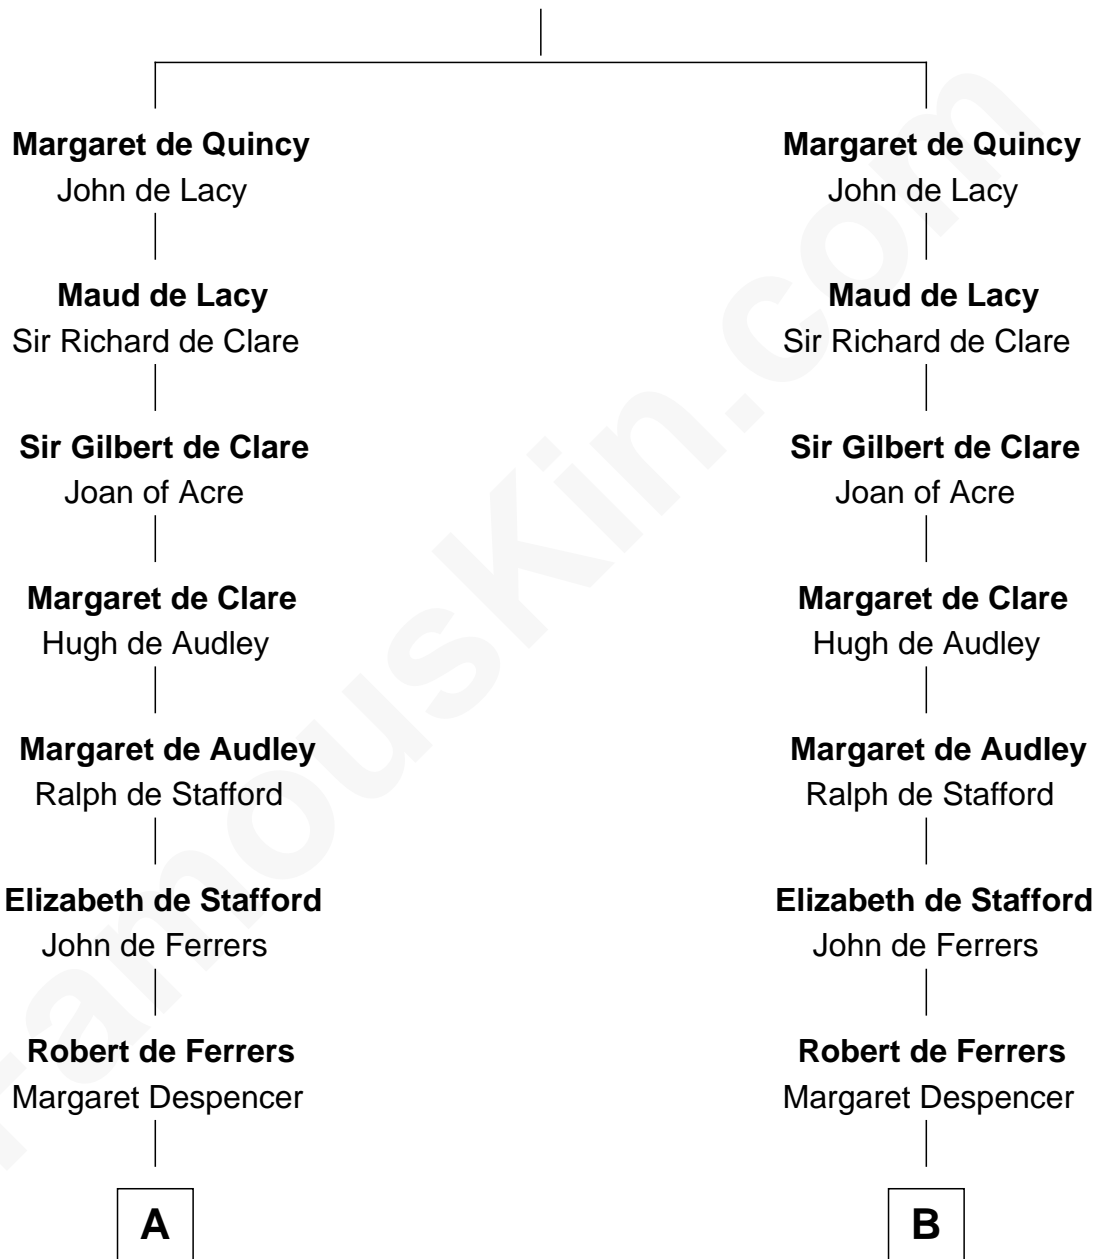 Margaret de Quincy Margaret de Quincy
John de Lacy John de Lacy
Maud de Lacy Maud de Lacy
Sir Richard de Clare Sir Richard de Clare
Sir Gilbert de Clare Sir Gilbert de Clare
Joan of Acre Joan of Acre
Margaret de Clare Margaret de Clare
Hugh de Audley Hugh de Audley
Margaret de Audley Margaret de Audley
Ralph de Stafford Ralph de Stafford
Elizabeth de Stafford Elizabeth de Stafford
John de Ferrers John de Ferrers
Robert de Ferrers Robert de Ferrers
Margaret Despencer Margaret Despencer
A B
FamousKin.com